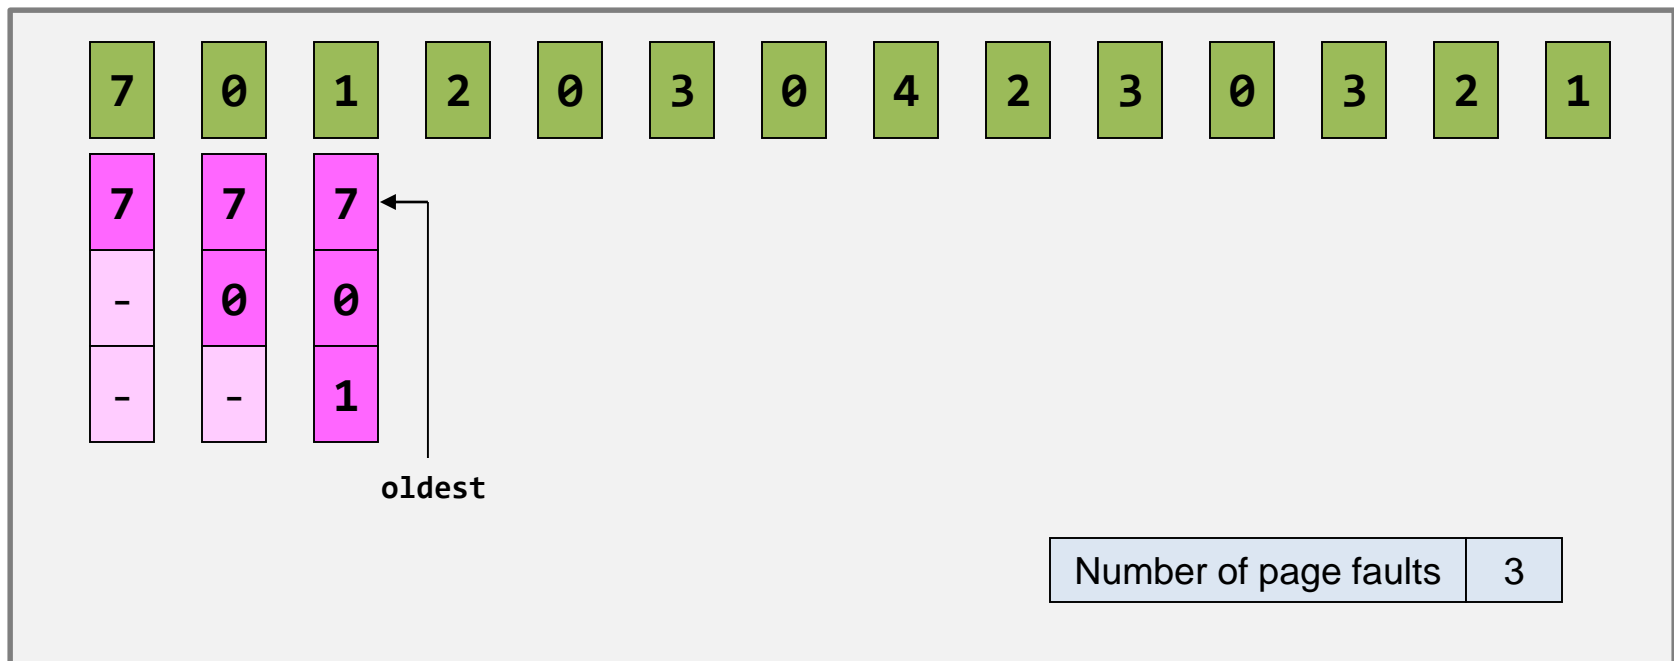 7 0 1 2 0 3 0 4 2 3 0 3 2 1
7 7 7
- 0 0
- - 1
oldest
Number of page faults 3